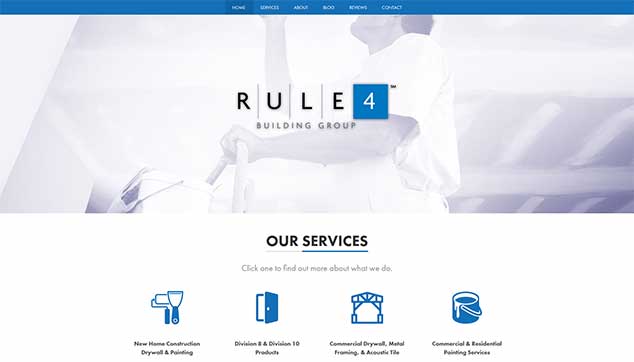 HOME SERVICES ABOUT BLOG REVIEWS CONTACT
RULE4 SM
BUILDING GROUP
OUR SERVICES
Click one to find out more about what we do.
New Home Construction
Drywall & Painting
Division 8 & Division 10
Products
Commercial Drywall, Metal
Framing, & Acoustic Tile
Commercial & Residential
Painting Services